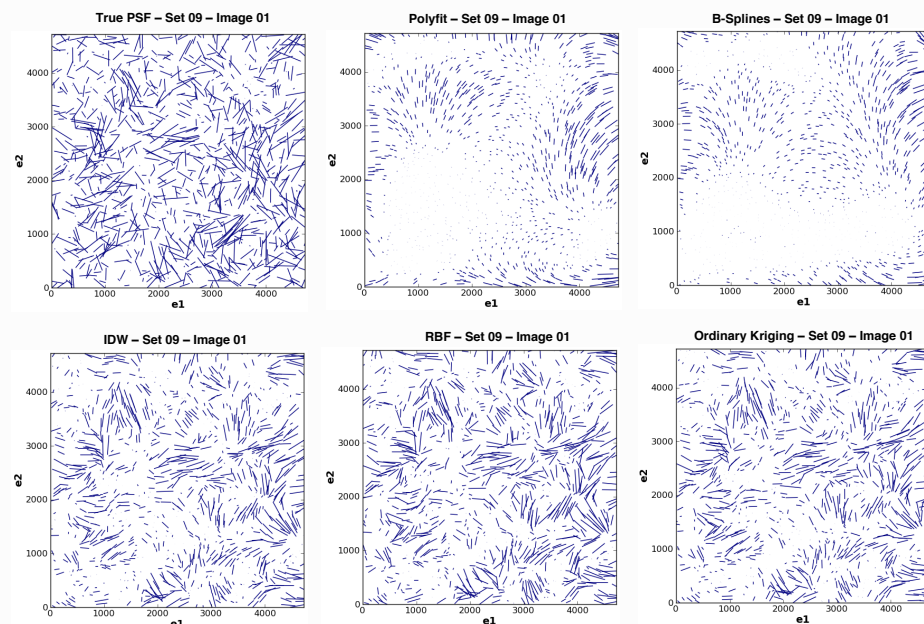 True PSF – Set 09 – Image 01
Polyfit – Set 09 – Image 01
B-Splines – Set 09 – Image 01
4000
3000
2000
1000
0
e2
0 1000 2000 3000 4000
e1
4000
3000
2000
1000
0
e2
0 1000 2000 3000 4000
e1
4000
3000
2000
1000
0
e2
0 1000 2000 3000 4000
e1
IDW – Set 09 – Image 01
RBF – Set 09 – Image 01
Ordinary Kriging – Set 09 – Image 01
4000
3000
2000
1000
0
e2
0 1000 2000 3000 4000
e1
4000
3000
2000
1000
0
e2
0 1000 2000 3000 4000
e1
4000
3000
2000
1000
0
e2
0 1000 2000 3000 4000
e1